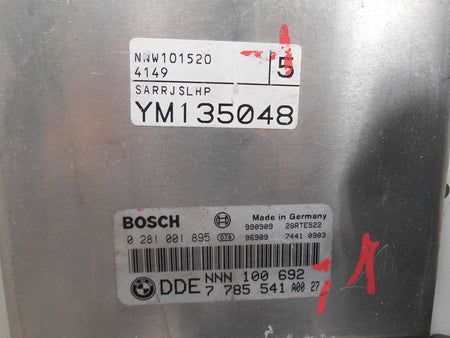 NNW101520
4149
5
SARRJSLHP
YM135048
BOSCH
Made in Germany
0 281 001 895
990909
28RTE522
96909
7441 0903
BMW
DDE
NNN 100 692
7 785 541 A00 27